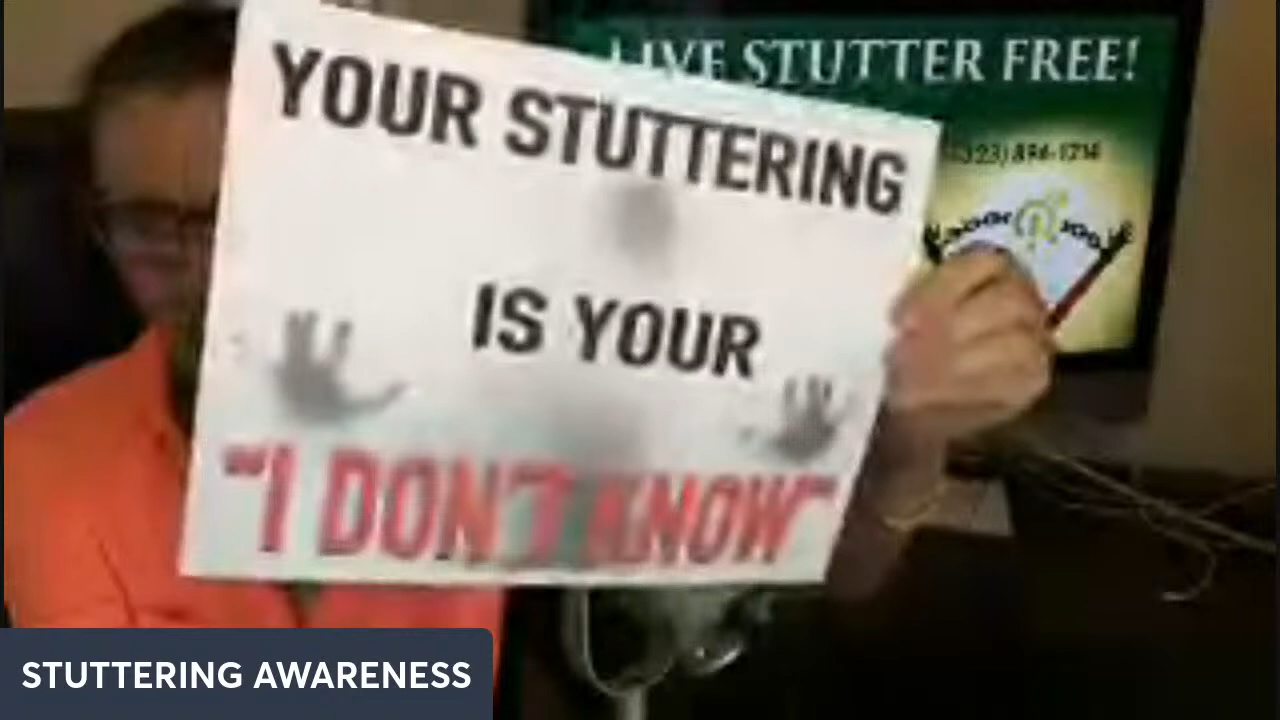 YOUR STUTTERING
IS YOUR
"I DON'T KNOW"
LIVE STUTTER FREE!
STUTTERING AWARENESS